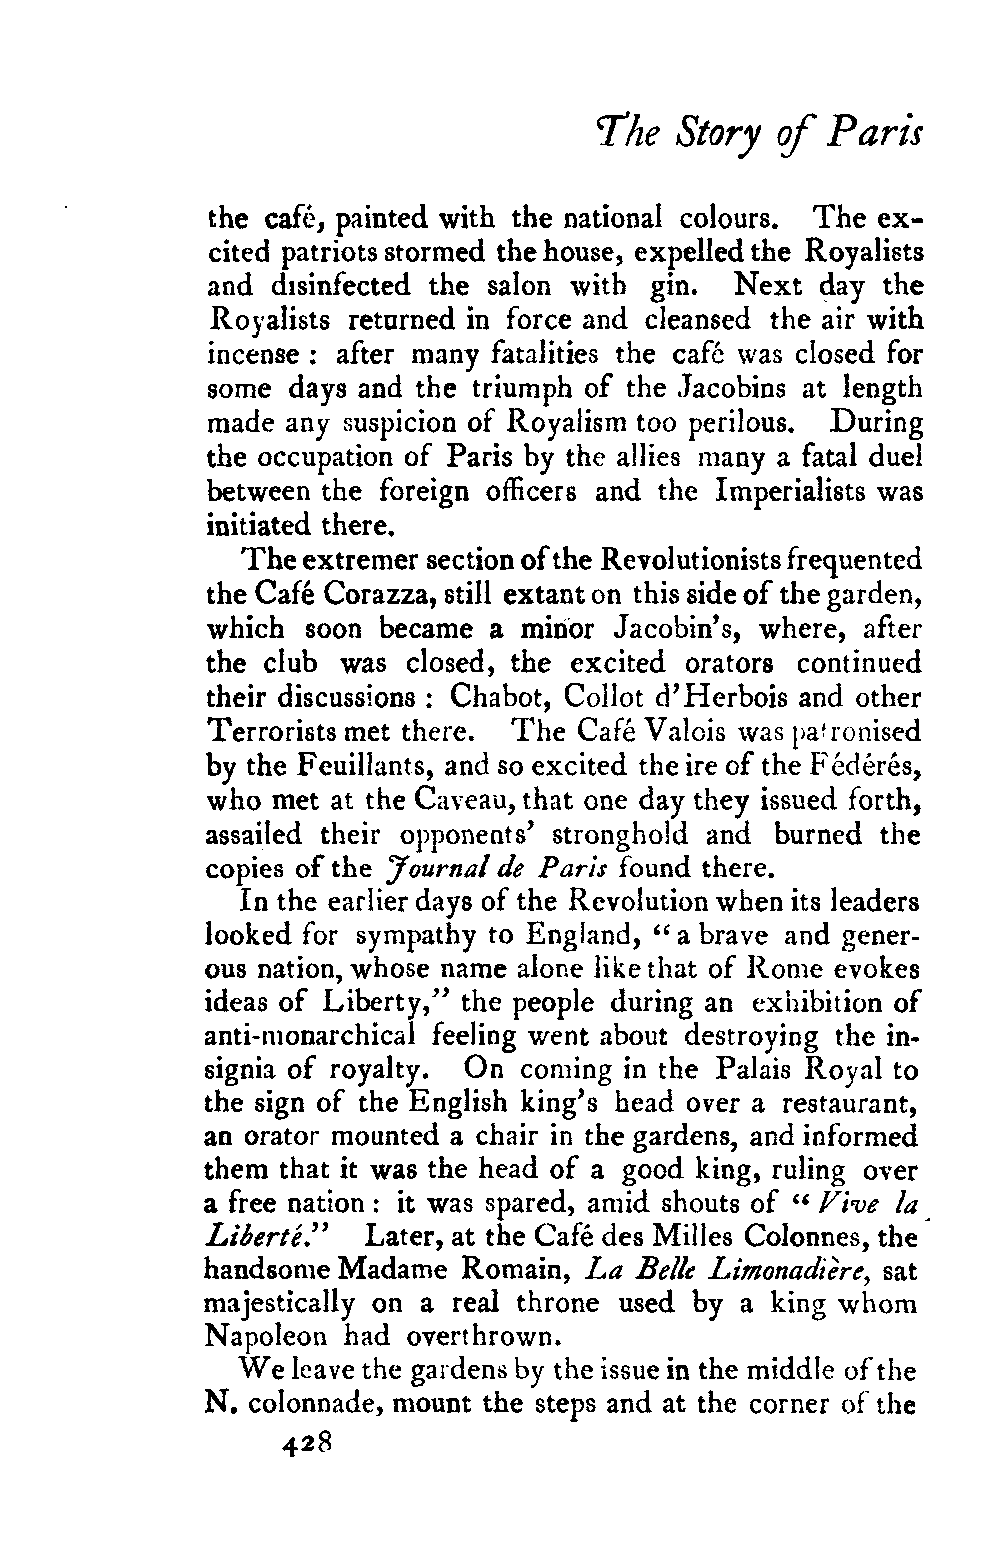 The Story of Paris
the café, painted with the national colours. The ex-
cited patriots stormed the house, expelled the Royalists
and disinfected the salon with gin. Next day the
Royalists returned in force and cleansed the air with
incense : after many fatalities the café was closed for
some days and the triumph of the Jacobins at length
made any suspicion of Royalism too perilous. During
the occupation of Paris by the allies many a fatal duel
between the foreign officers and the Imperialists was
initiated there.
The extremer section of the Revolutionists frequented
the Café Corazza, still extant on this side of the garden,
which soon became a minor Jacobin's, where, after
the club was closed, the excited orators continued
their discussions : Chabot, Collot d'Herbois and other
Terrorists met there. The Café Valois was patronised
by the Feuillants, and so excited the ire of the Fédérés,
who met at the Caveau, that one day they issued forth,
assailed their opponents' stronghold and burned the
copies of the Journal de Paris found there.
In the earlier days of the Revolution when its leaders
looked for sympathy to England, "a brave and gener-
ous nation, whose name alone like that of Rome evokes
ideas of Liberty," the people during an exhibition of
anti-monarchical feeling went about destroying the in-
signia of royalty. On coming in the Palais Royal to
the sign of the English king's head over a restaurant,
an orator mounted a chair in the gardens, and informed
them that it was the head of a good king, ruling over
a free nation : it was spared, amid shouts of "Vive la
Liberté." Later, at the Café des Milles Colonnes, the
handsome Madame Romain, La Belle Limonadière, sat
majestically on a real throne used by a king whom
Napoleon had overthrown.
We leave the gardens by the issue in the middle of the
N. colonnade, mount the steps and at the corner of the
428